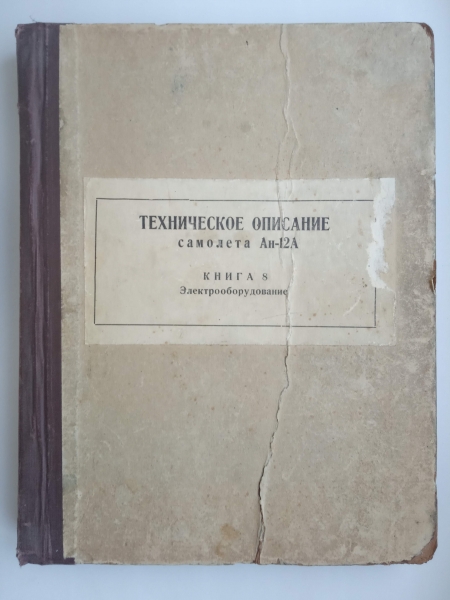 ТЕХНИЧЕСКОЕ ОПИСАНИЕ
самолета Ан-12А
КНИГА 8
Электрооборудование